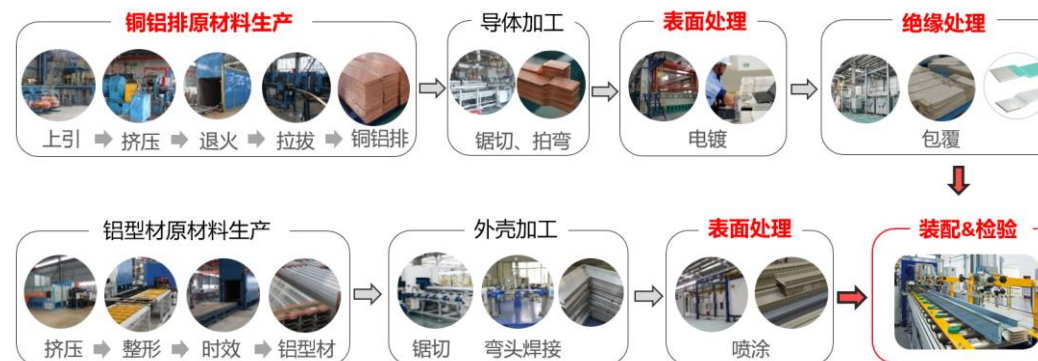 铜铝排原材料生产
上引
挤压
退火
拉拔
铜铝排
导体加工
锯切、拍弯
表面处理
电镀
绝缘处理
包覆
铝型材原材料生产
挤压
整形
时效
铝型材
外壳加工
锯切
弯头焊接
表面处理
喷涂
装配&检验